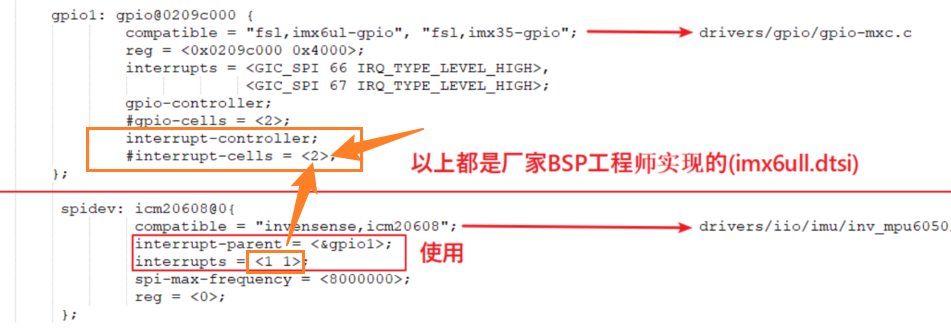 gpio1: gpio@0209c000 {
compatible = "fsl,imx6ul-gpio", "fsl,imx35-gpio"; drivers/gpio/gpio-mxc.c
reg = <0x0209c000 0x4000>;
interrupts = <GIC_SPI 66 IRQ_TYPE_LEVEL_HIGH>,
<GIC_SPI 67 IRQ_TYPE_LEVEL_HIGH>;
gpio-controller;
#gpio-cells = <2>;
interrupt-controller;
#interrupt-cells = <2>;
以上都是厂家BSP工程师实现的(imx6ull.dtsi)
};
spidev: icm20608@0{
compatible = "invensense,icm20608"; drivers/iio/imu/inv_mpu6050/
interrupt-parent = <&gpio1>;
使用
interrupts = <1 1>;
spi-max-frequency = <8000000>;
reg = <0>;
};